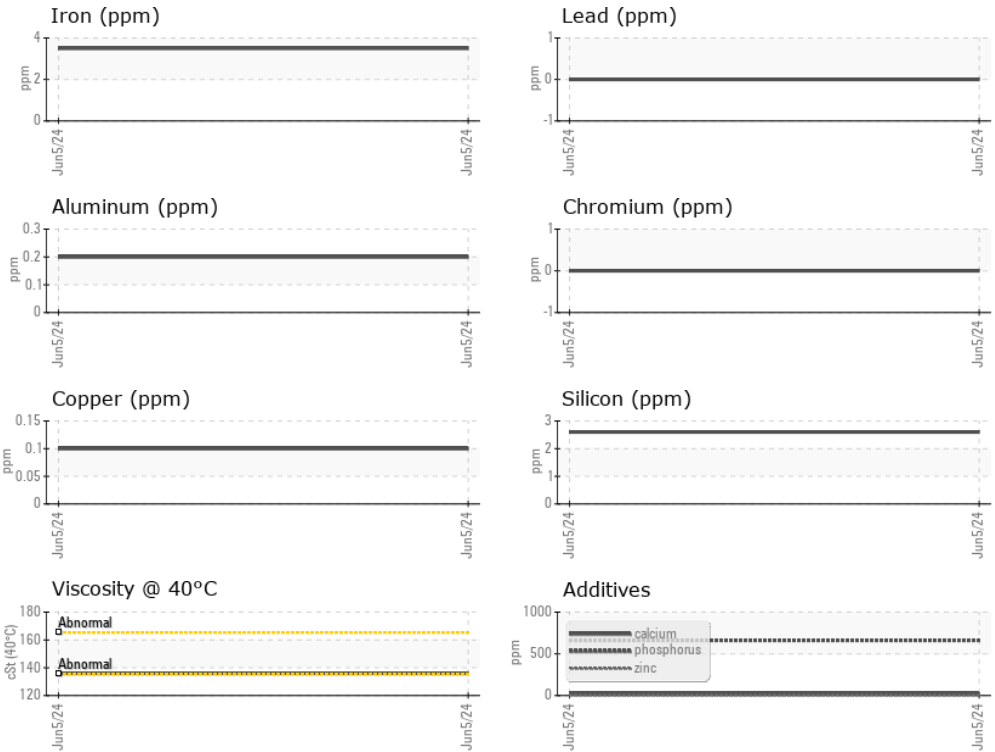 Iron (ppm)
4
2
0
ppm
Jun5/24
Jun5/24
Lead (ppm)
1
0
-1
ppm
Jun5/24
Jun5/24
Aluminum (ppm)
0.3
0.2
0.1
0
ppm
Jun5/24
Jun5/24
Chromium (ppm)
1
0
-1
ppm
Jun5/24
Jun5/24
Copper (ppm)
0.15
0.1
0.05
0
ppm
Jun5/24
Jun5/24
Silicon (ppm)
3
2
1
0
ppm
Jun5/24
Jun5/24
Viscosity @ 40°C
180
160
140
120
cSt (40°C)
Abnormal
Abnormal
Jun5/24
Jun5/24
Additives
1000
500
0
ppm
calcium
phosphorus
zinc
Jun5/24
Jun5/24